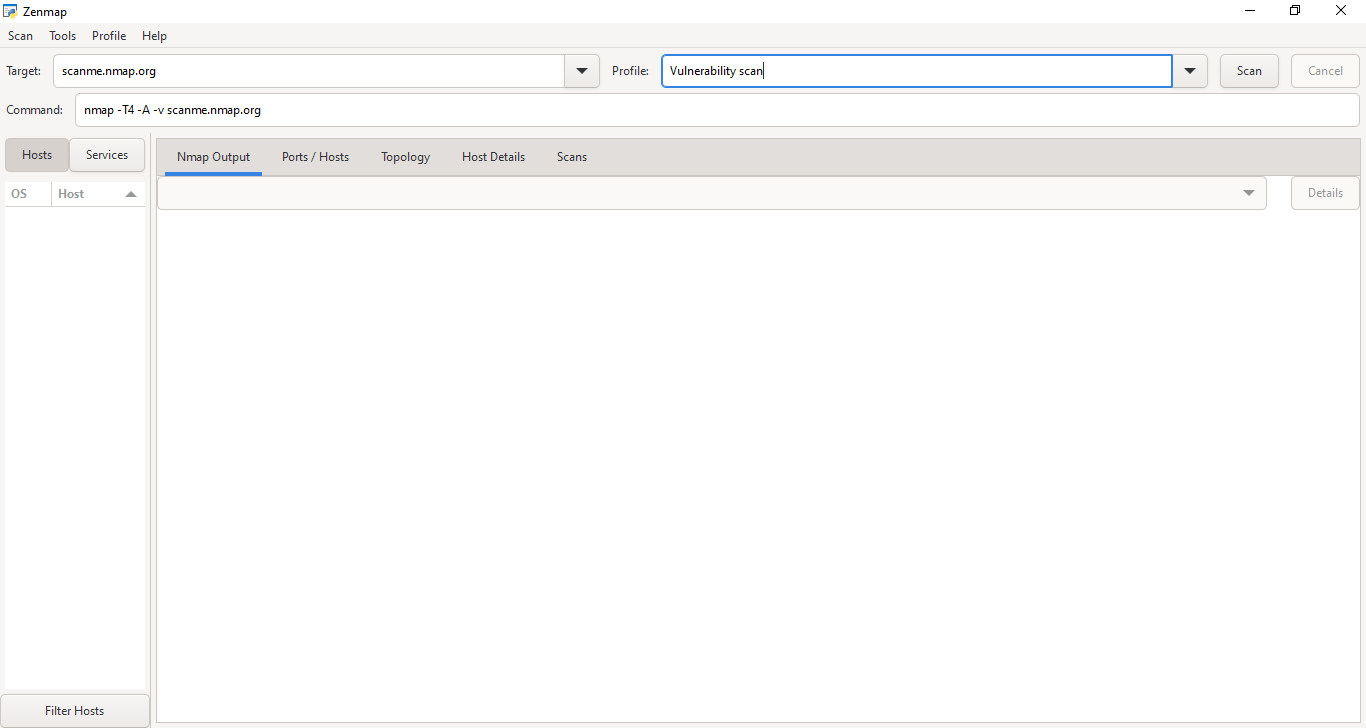 Zenmap
Scan Tools Profile Help
Target: scanme.nmap.org Profile: Vulnerability scan Scan Cancel
Command: nmap -T4 -A -v scanme.nmap.org
Hosts Services Nmap Output Ports / Hosts Topology Host Details Scans
OS Host Details
Filter Hosts